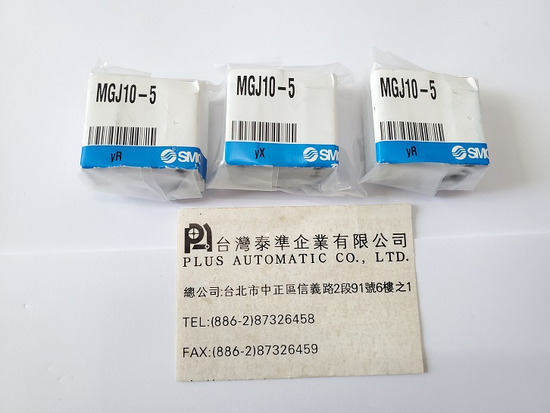 MGJ10-5
yR
SMC
MGJ10-5
yX
SMC
MGJ10-5
yR
SMC
台灣泰準企業有限公司
PLUS AUTOMATIC CO., LTD.
總公司:台北市中正區信義路2段91號6樓之1
TEL:(886-2)87326458
FAX:(886-2)87326459